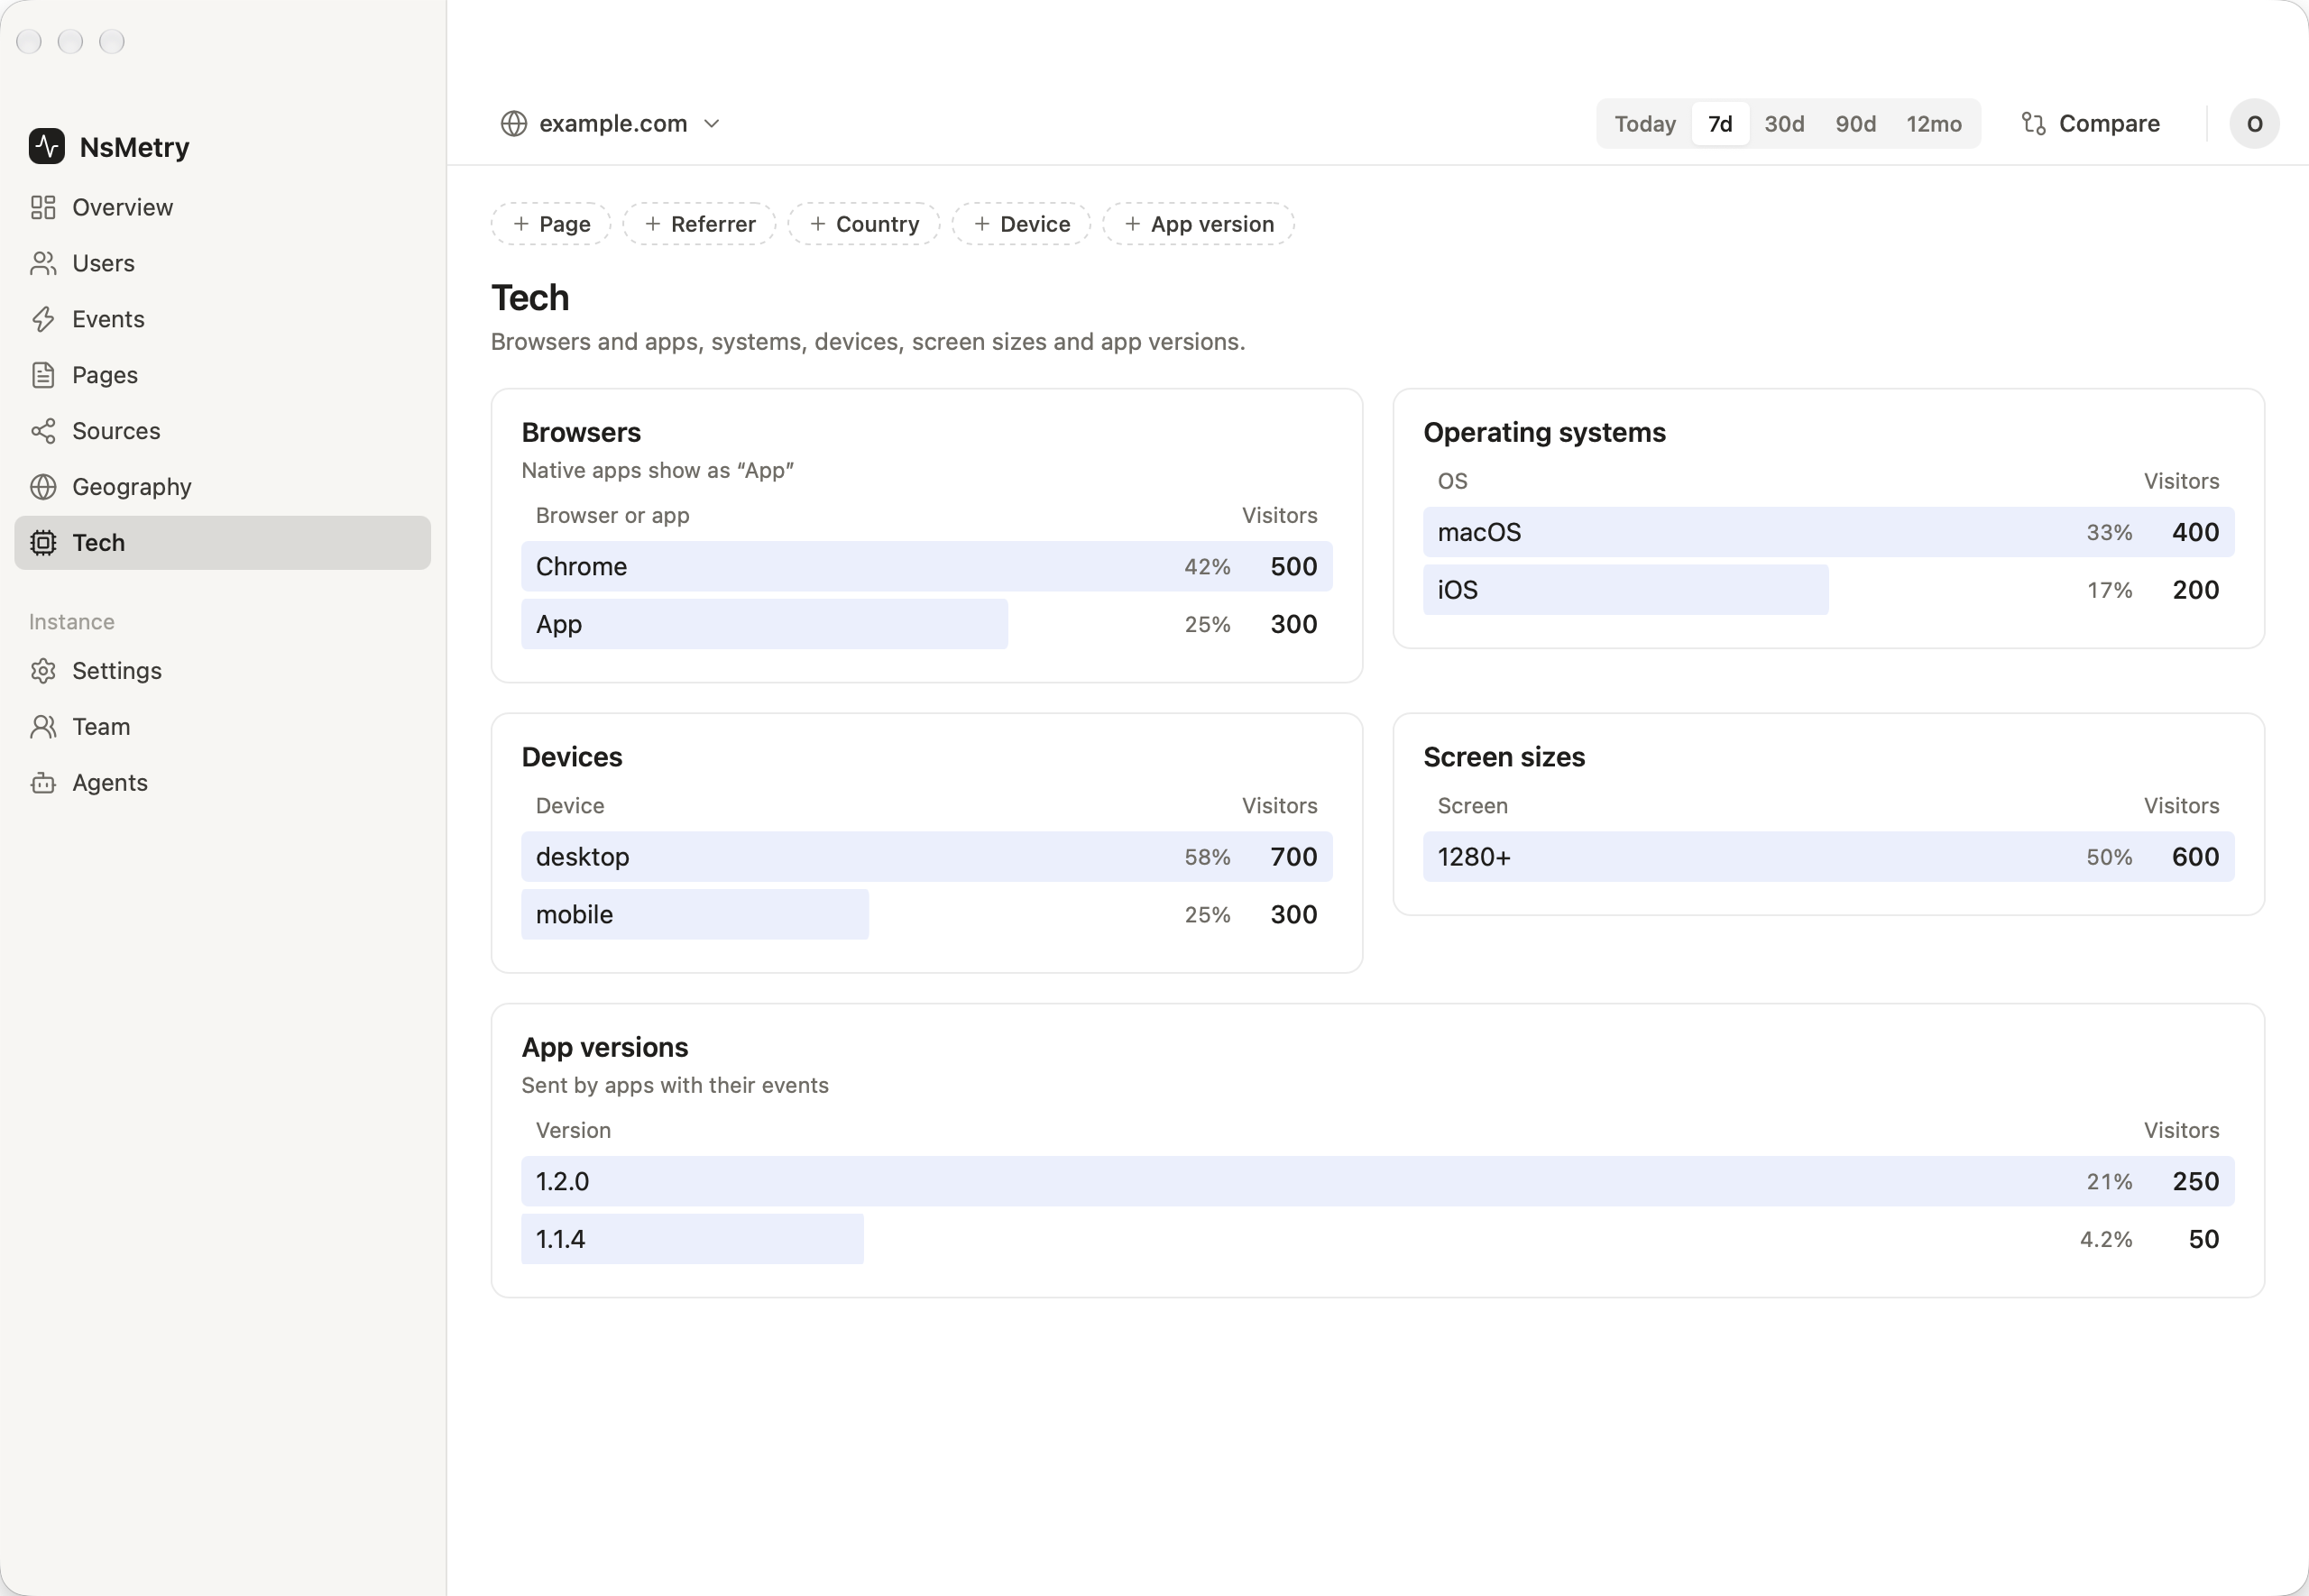 NsMetry
Overview
Users
Events
Pages
Sources
Geography
Tech
Instance
Settings
Team
Agents
example.com
Today 7d 30d 90d 12mo Compare O
+ Page + Referrer + Country + Device + App version
Tech
Browsers and apps, systems, devices, screen sizes and app versions.
Browsers
Native apps show as “App”
Browser or app Visitors
Chrome 42% 500
App 25% 300
Operating systems
OS Visitors
macOS 33% 400
iOS 17% 200
Devices
Device Visitors
desktop 58% 700
mobile 25% 300
Screen sizes
Screen Visitors
1280+ 50% 600
App versions
Sent by apps with their events
Version Visitors
1.2.0 21% 250
1.1.4 4.2% 50